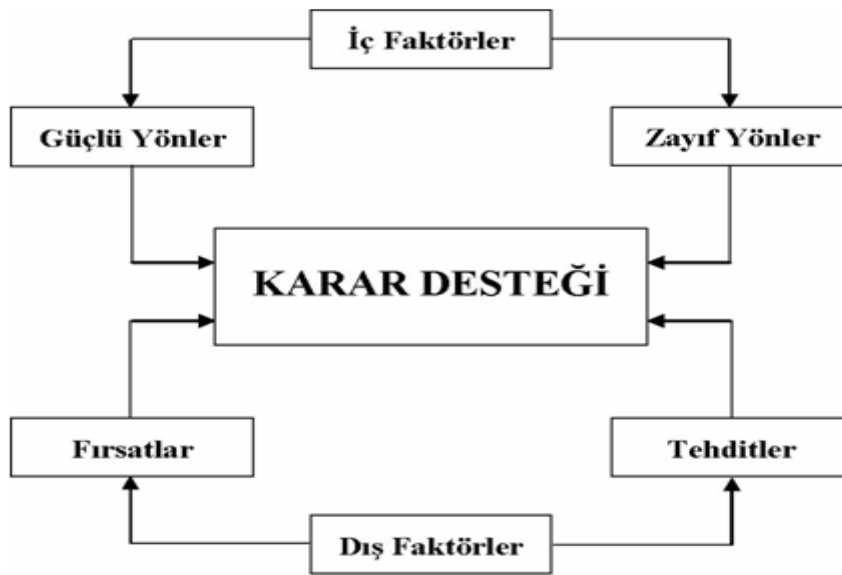 İç Faktörler
Güçlü Yönler
Zayıf Yönler
KARAR DESTEĞİ
Fırsatlar
Tehditler
Dış Faktörler